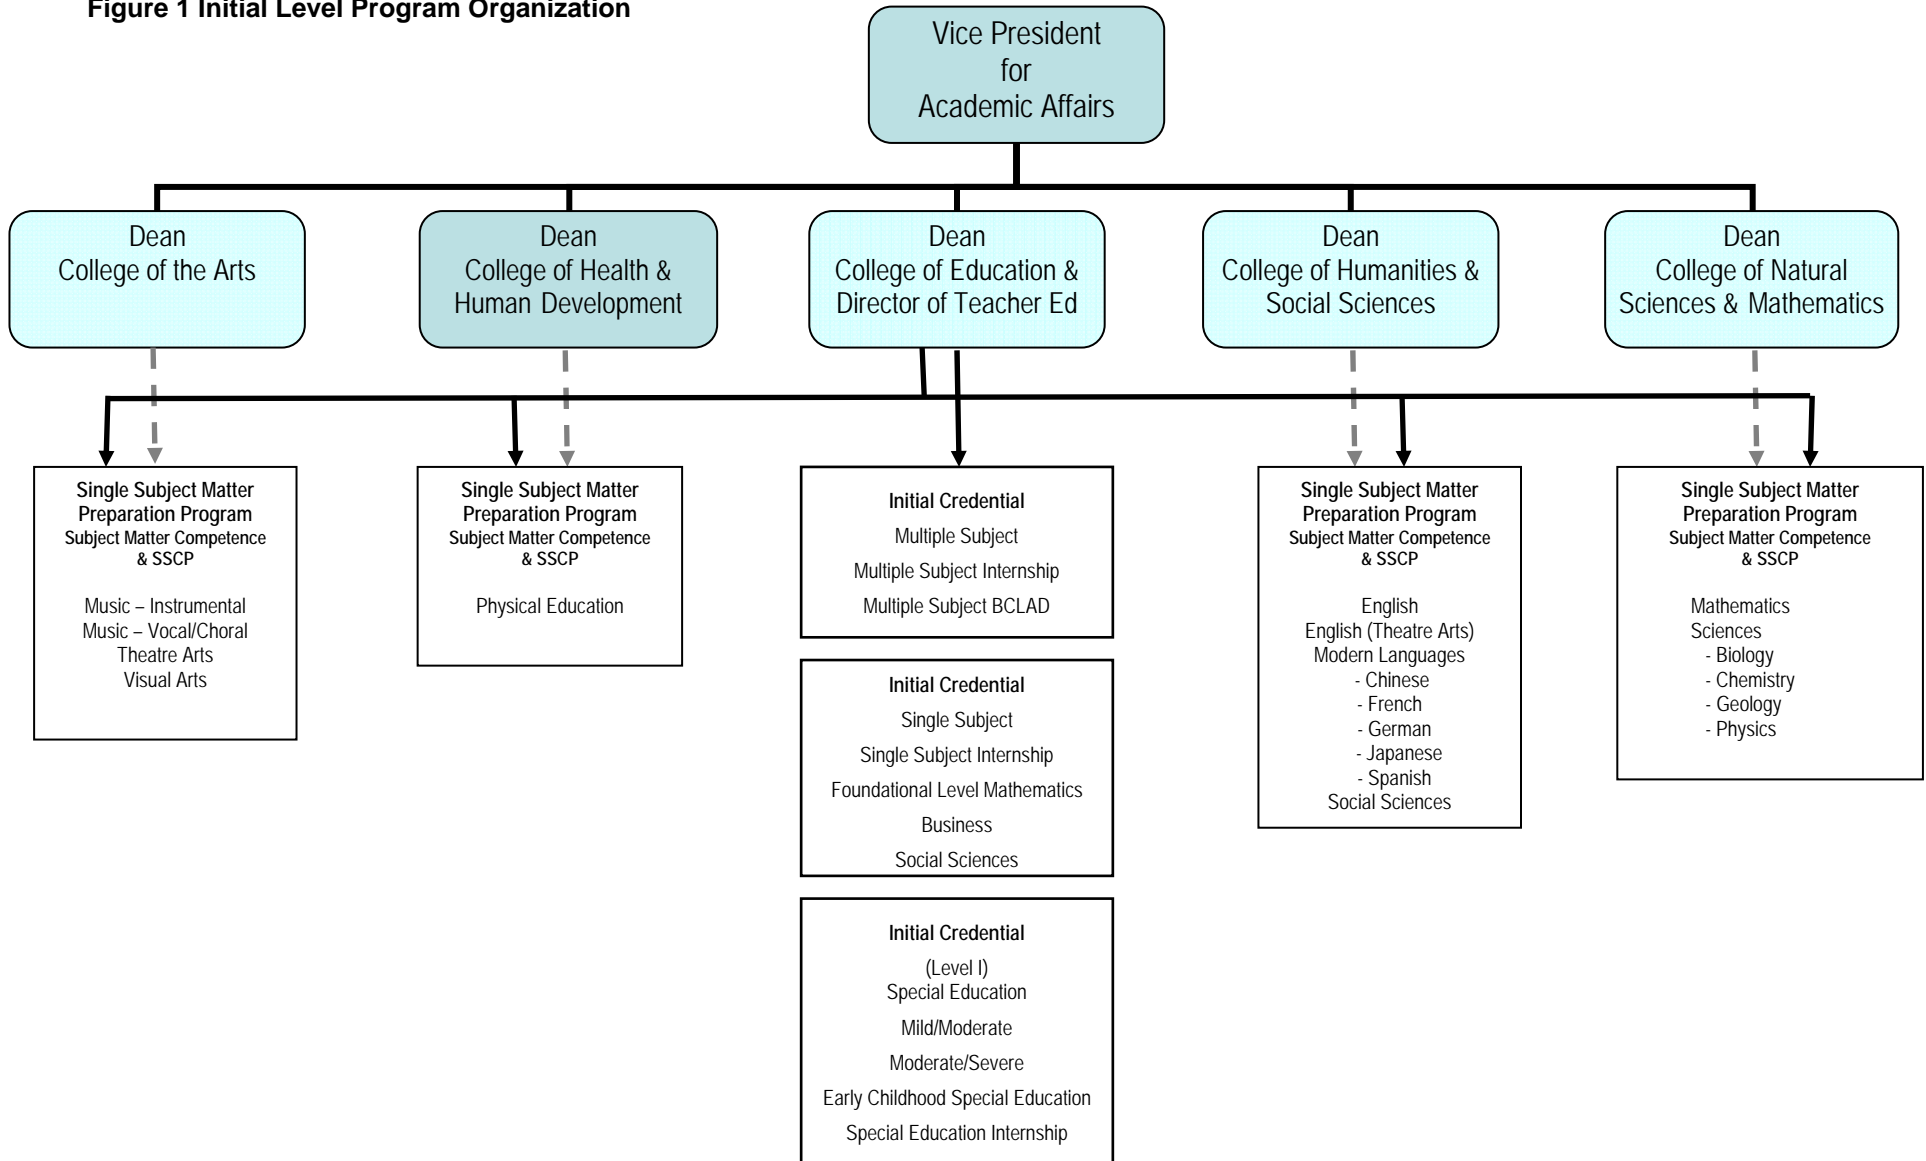 Figure 1 Initial Level Program Organization
Vice President
for
Academic Affairs
Dean
College of the Arts
Dean
College of Health &
Human Development
Dean
College of Education &
Director of Teacher Ed
Dean
College of Humanities &
Social Sciences
Dean
College of Natural
Sciences & Mathematics
Single Subject Matter
Preparation Program
Subject Matter Competence
& SSCP
Music – Instrumental
Music – Vocal/Choral
Theatre Arts
Visual Arts
Single Subject Matter
Preparation Program
Subject Matter Competence
& SSCP
Physical Education
Initial Credential
Multiple Subject
Multiple Subject Internship
Multiple Subject BCLAD
Initial Credential
Single Subject
Single Subject Internship
Foundational Level Mathematics
Business
Social Sciences
Initial Credential
(Level I)
Special Education
Mild/Moderate
Moderate/Severe
Early Childhood Special Education
Special Education Internship
Single Subject Matter
Preparation Program
Subject Matter Competence
& SSCP
English
English (Theatre Arts)
Modern Languages
- Chinese
- French
- German
- Japanese
- Spanish
Social Sciences
Single Subject Matter
Preparation Program
Subject Matter Competence
& SSCP
Mathematics
Sciences
- Biology
- Chemistry
- Geology
- Physics